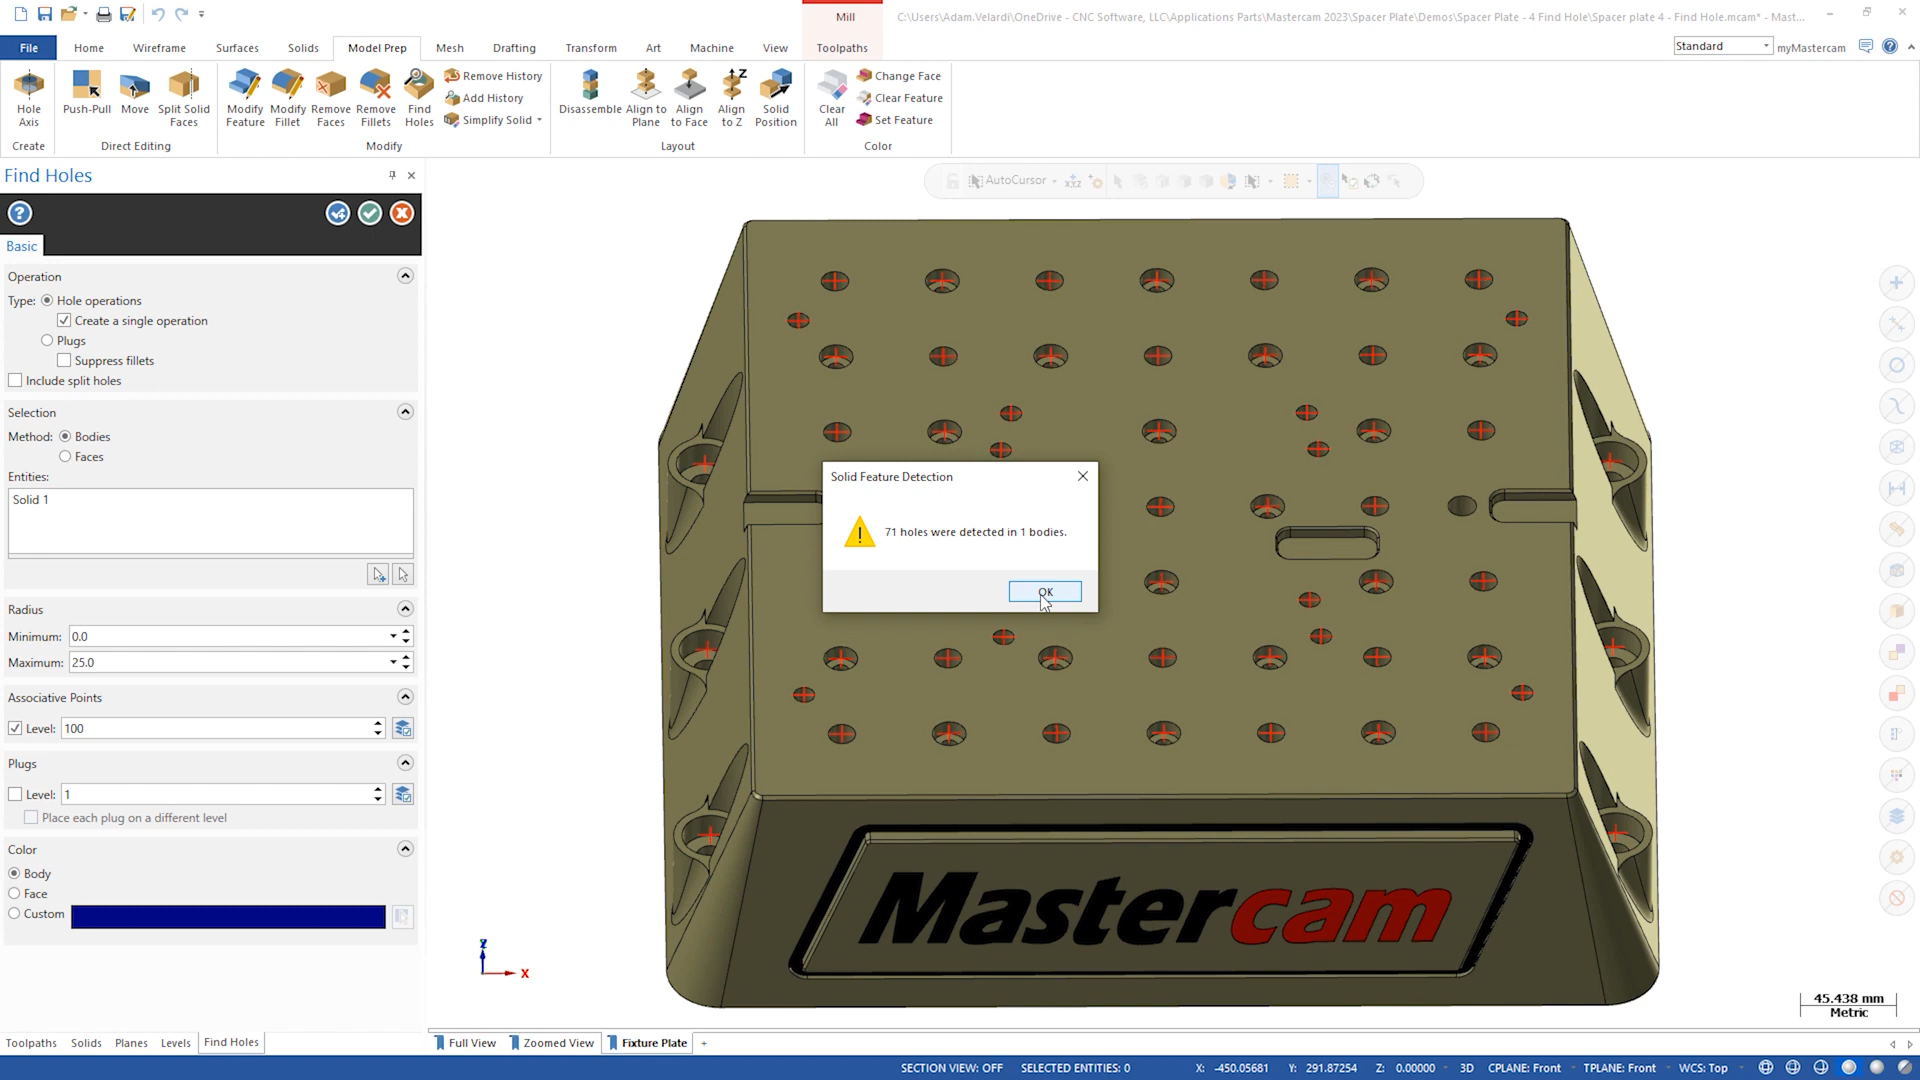 Mill
C:\Users\Adam.Velardi\OneDrive - CNC Software, LLC\Applications Parts\Mastercam 2023\Spacer Plate\Demos\Spacer Plate - 4 Find Hole\Spacer plate 4 - Find Hole.mcam* - Mast...
File Home Wireframe Surfaces Solids Model Prep Mesh Drafting Transform Art Machine View Toolpaths
Standard myMastercam
Hole Axis
Push-Pull
Move
Split Solid Faces
Modify Feature
Modify Fillet
Remove Faces
Remove Fillets
Find Holes
Remove History
Add History
Simplify Solid
Disassemble
Align to Plane
Align to Face
Align to Z
Solid Position
Clear All
Change Face
Clear Feature
Set Feature
Create Direct Editing Modify Layout Color
Find Holes
Basic
AutoCursor
Operation
Type: Hole operations
Create a single operation
Plugs
Suppress fillets
Include split holes
Selection
Method: Bodies
Faces
Entities:
Solid 1
Radius
Minimum: 0.0
Maximum: 25.0
Associative Points
Level: 100
Plugs
Level: 1
Place each plug on a different level
Color
Body
Face
Custom
Solid Feature Detection
71 holes were detected in 1 bodies.
OK
Mastercam
Z
X
45.438 mm
Metric
Toolpaths Solids Planes Levels Find Holes
Full View Zoomed View Fixture Plate +
SECTION VIEW: OFF SELECTED ENTITIES: 0 X: -450.05681 Y: 291.87254 Z: 0.00000 3D CPLANE: Front TPLANE: Front WCS: Top